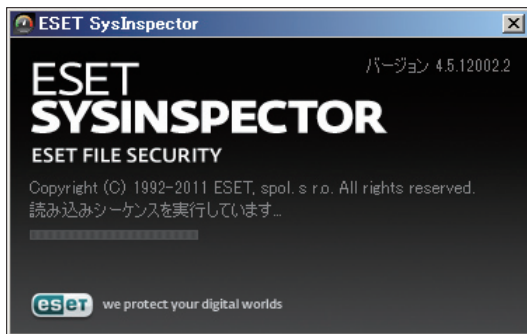 ESET SysInspector
バージョン 4.5.12002.2
ESET
SYSINSPECTOR
ESET FILE SECURITY
Copyright (C) 1992-2011 ESET, spol. s r.o. All rights reserved.
読み込みシーケンスを実行しています...
eset we protect your digital worlds